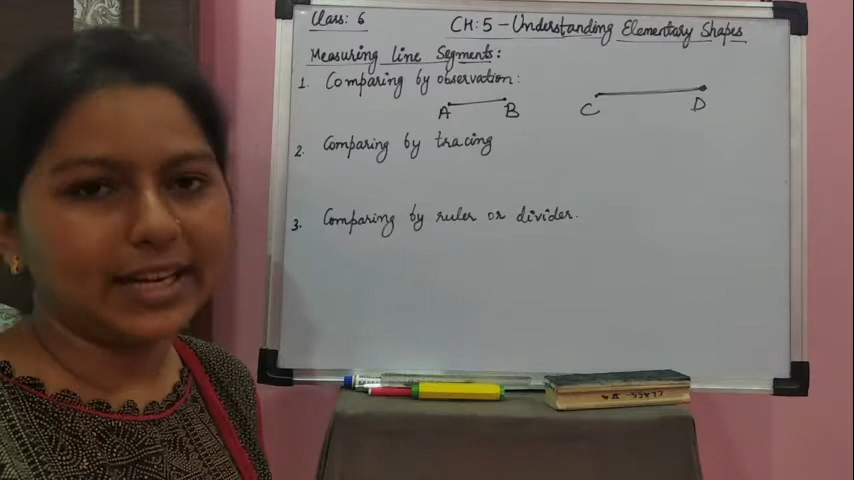 Class: 6
CH: 5 - Understanding Elementary Shapes
Measuring Line Segments:
1. Comparing by observation:
A B C D
2. Comparing by tracing
3. Comparing by ruler or divider.